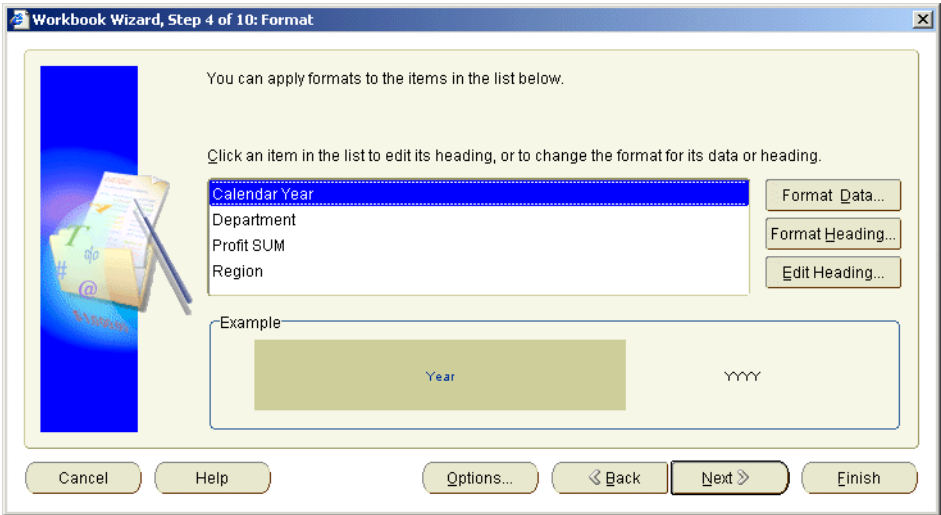 Workbook Wizard, Step 4 of 10: Format
You can apply formats to the items in the list below.
Click an item in the list to edit its heading, or to change the format for its data or heading.
Calendar Year
Department
Profit SUM
Region
Format Data...
Format Heading...
Edit Heading...
Example
Year YYYY
Cancel Help Options... Back Next Finish
T
#
@